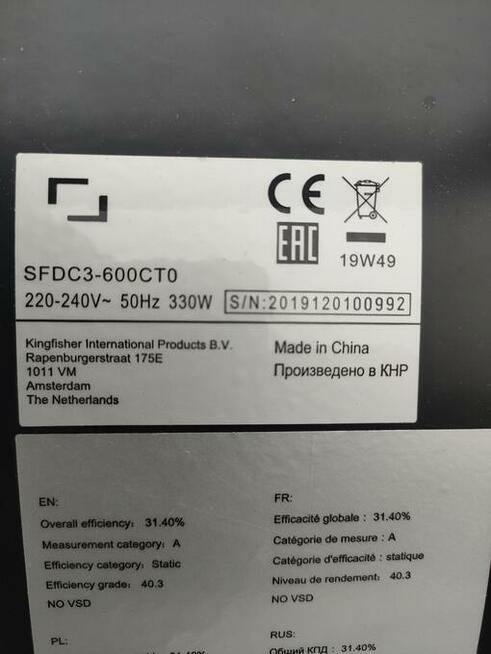 CE
EAC
19W49
SFDC3-600CT0
220-240V~ 50Hz 330W S/N:2019120100992
Kingfisher International Products B.V.
Rapenburgerstraat 175E
1011 VM
Amsterdam
The Netherlands
Made in China
Произведено в КНР
EN:
Overall efficiency: 31.40%
Measurement category: A
Efficiency category: Static
Efficiency grade: 40.3
NO VSD
FR:
Efficacité globale : 31.40%
Catégorie de mesure : A
Catégorie d'efficacité : statique
Niveau de rendement: 40.3
NO VSD
PL:
RUS:
Общий КПД : 31.40%